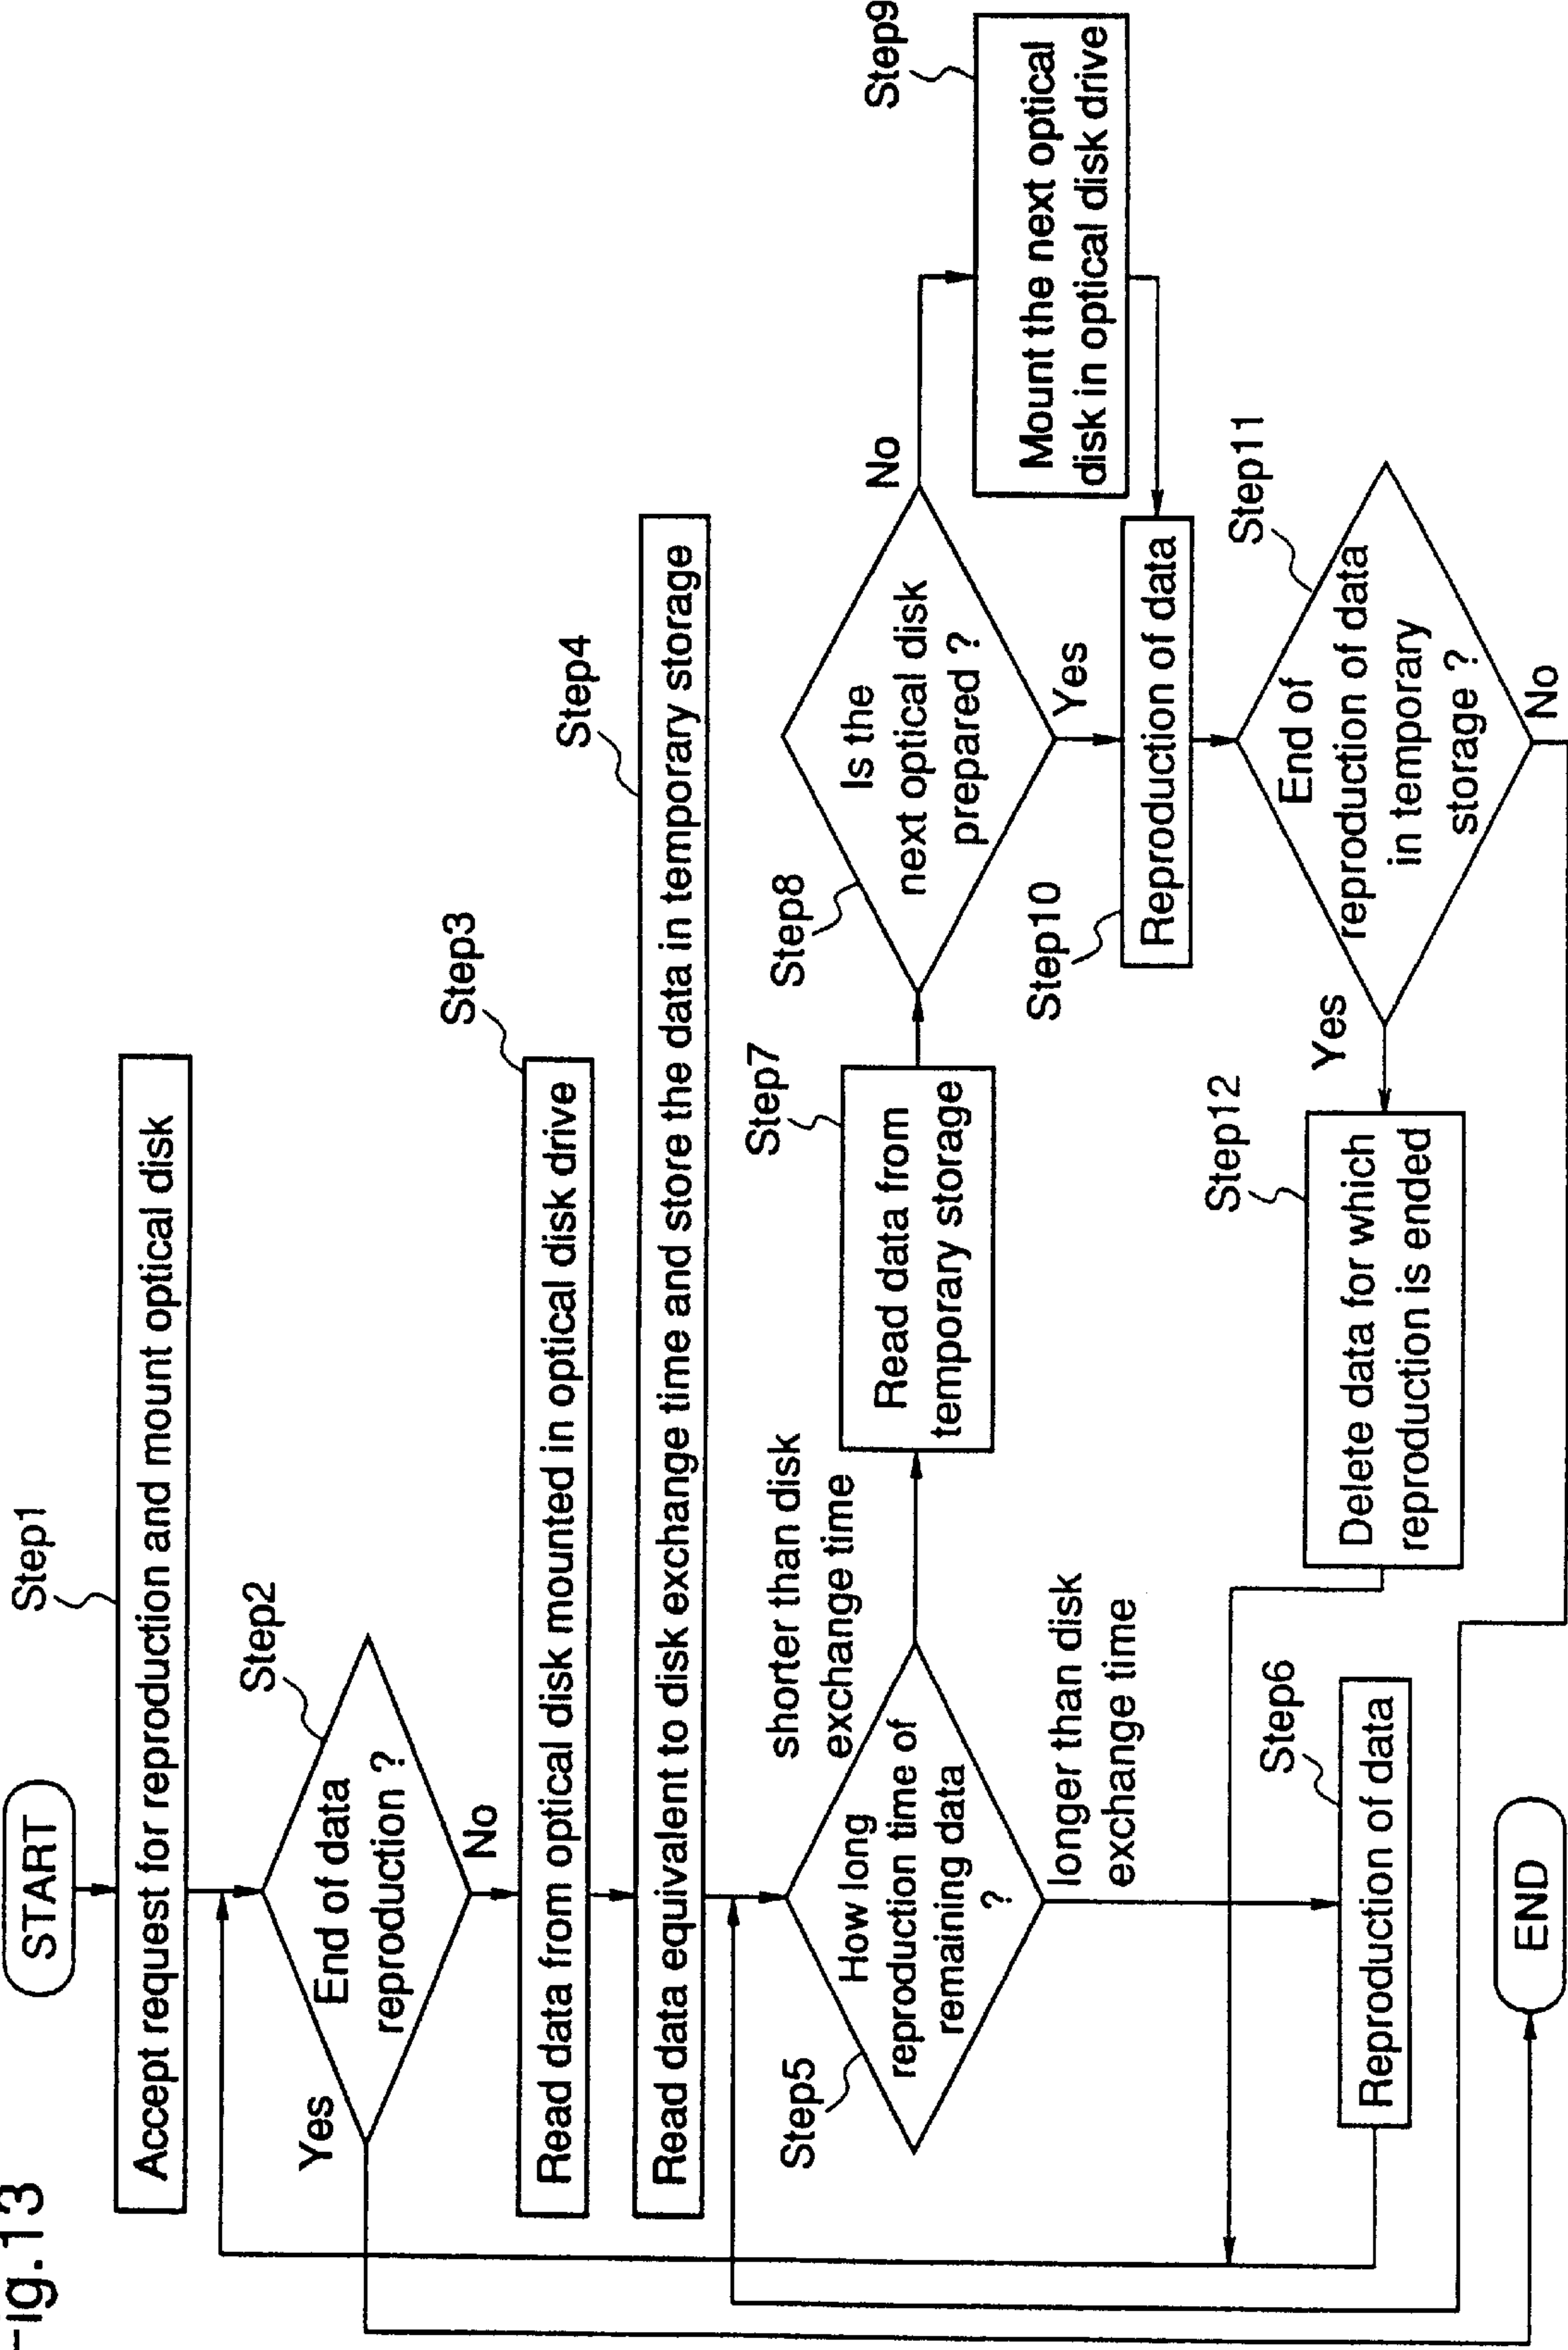 Fig.13
START
Step1
Accept request for reproduction and mount optical disk
Step2
End of data
reproduction ?
Yes
No
Step3
Read data from optical disk mounted in optical disk drive
Step4
Read data equivalent to disk exchange time and store the data in temporary storage
Step5
How long
reproduction time of
remaining data
?
shorter than disk
exchange time
longer than disk
exchange time
Step6
Reproduction of data
Step7
Read data from
temporary storage
Step8
Is the
next optical disk
prepared ?
No
Yes
Step9
Mount the next optical
disk in optical disk drive
Step10
Reproduction of data
Step11
End of
reproduction of data
in temporary
storage ?
Yes
No
Step12
Delete data for which
reproduction is ended
END